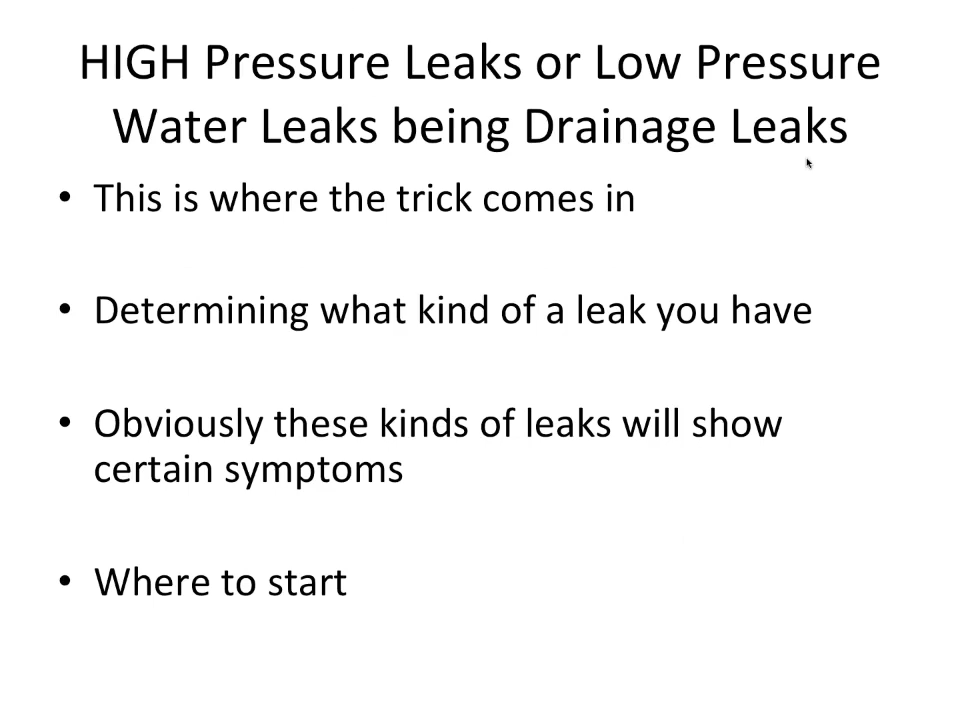 HIGH Pressure Leaks or Low Pressure
Water Leaks being Drainage Leaks
• This is where the trick comes in
• Determining what kind of a leak you have
• Obviously these kinds of leaks will show
certain symptoms
• Where to start